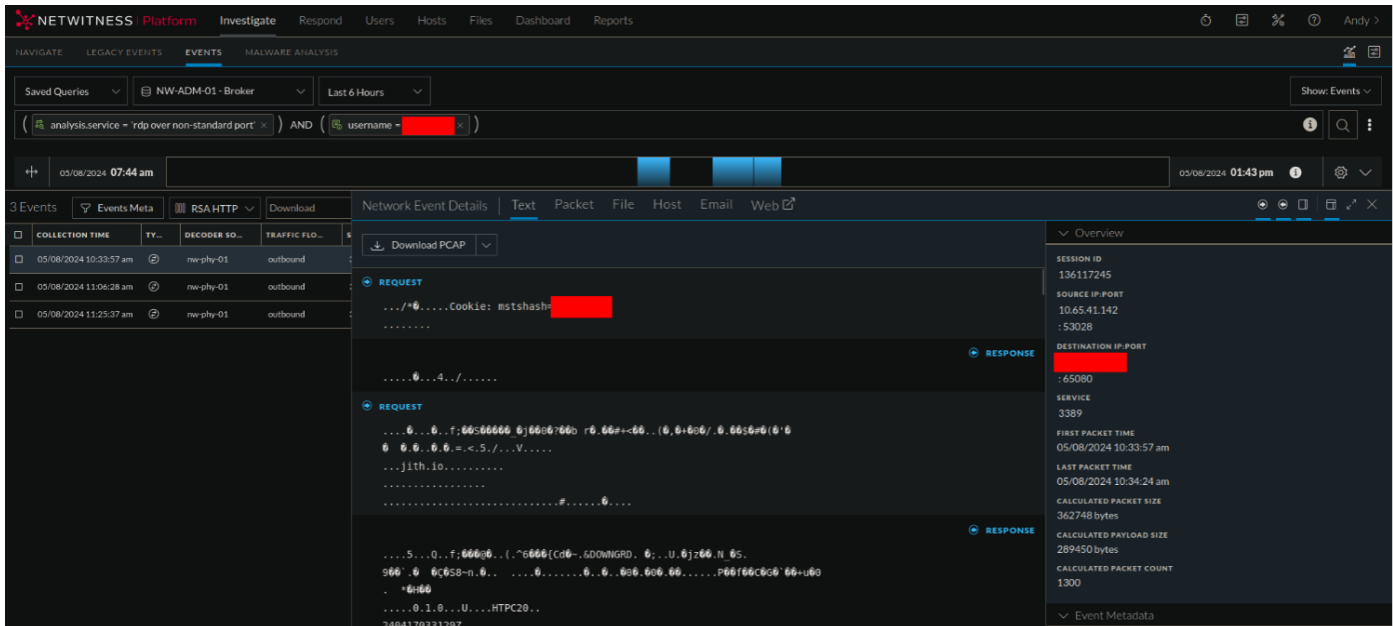 NETWITNESS Platform Investigate Respond Users Hosts Files Dashboard Reports Andy >
NAVIGATE LEGACY EVENTS EVENTS MALWARE ANALYSIS
Saved Queries NW-ADM-01 - Broker Last 6 Hours Show: Events
( analysis.service = 'rdp over non-standard port' × ) AND ( username = × )
05/08/2024 07:44 am 05/08/2024 01:43 pm
3 Events Events Meta RSA HTTP Download
COLLECTION TIME TY... DECODER SO... TRAFFIC FLO... S
05/08/2024 10:33:57 am nw-phy-01 outbound
05/08/2024 11:06:28 am nw-phy-01 outbound
05/08/2024 11:25:37 am nw-phy-01 outbound
Network Event Details Text Packet File Host Email Web
Download PCAP
REQUEST
.../*�.....Cookie: mstshash=
........
RESPONSE
.....�...4../......
REQUEST
...jith.io..........
.................
RESPONSE
.....0.1.0...U....HTPC20..
240417033129Z
Overview
SESSION ID
136117245
SOURCE IP:PORT
10.65.41.142
: 53028
DESTINATION IP:PORT
: 65080
SERVICE
3389
FIRST PACKET TIME
05/08/2024 10:33:57 am
LAST PACKET TIME
05/08/2024 10:34:24 am
CALCULATED PACKET SIZE
362748 bytes
CALCULATED PAYLOAD SIZE
289450 bytes
CALCULATED PACKET COUNT
1300
Event Metadata